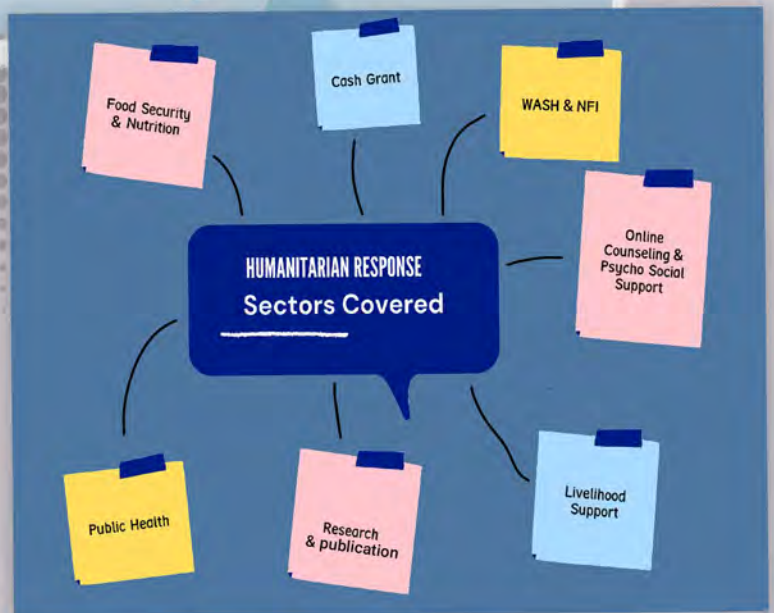 Food Security
& Nutrition
Cash Grant
WASH & NFI
Online
Counseling &
Psycho Social
Support
HUMANITARIAN RESPONSE
Sectors Covered
Public Health
Research
& publication
Livelihood
Support